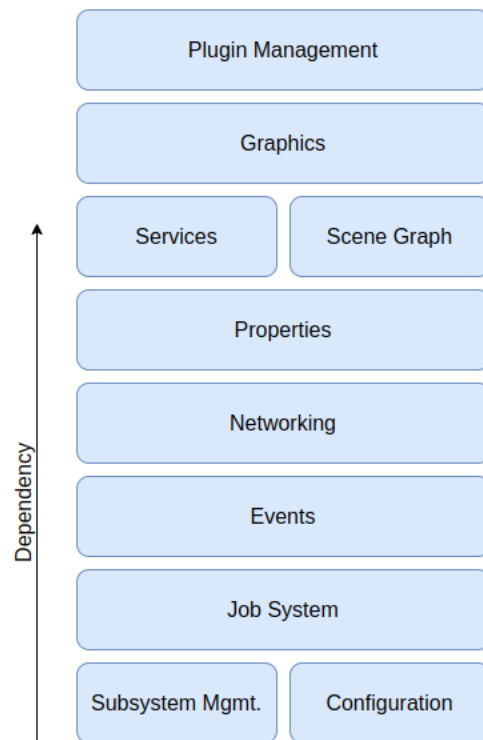 Plugin Management
Graphics
Services
Scene Graph
Properties
Networking
Dependency
Events
Job System
Subsystem Mgmt.
Configuration